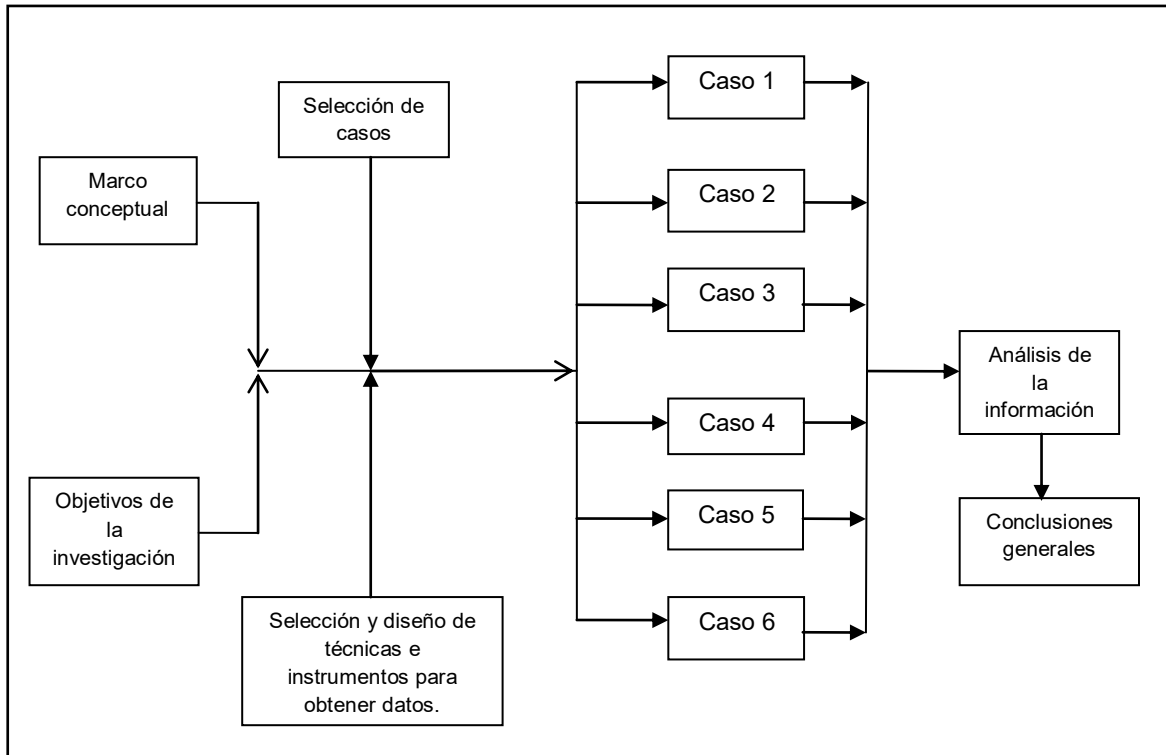 Marco
conceptual
Objetivos de
la
investigación
Selección de
casos
Selección y diseño de
técnicas e
instrumentos para
obtener datos.
Caso 1
Caso 2
Caso 3
Caso 4
Caso 5
Caso 6
Análisis de
la
información
Conclusiones
generales